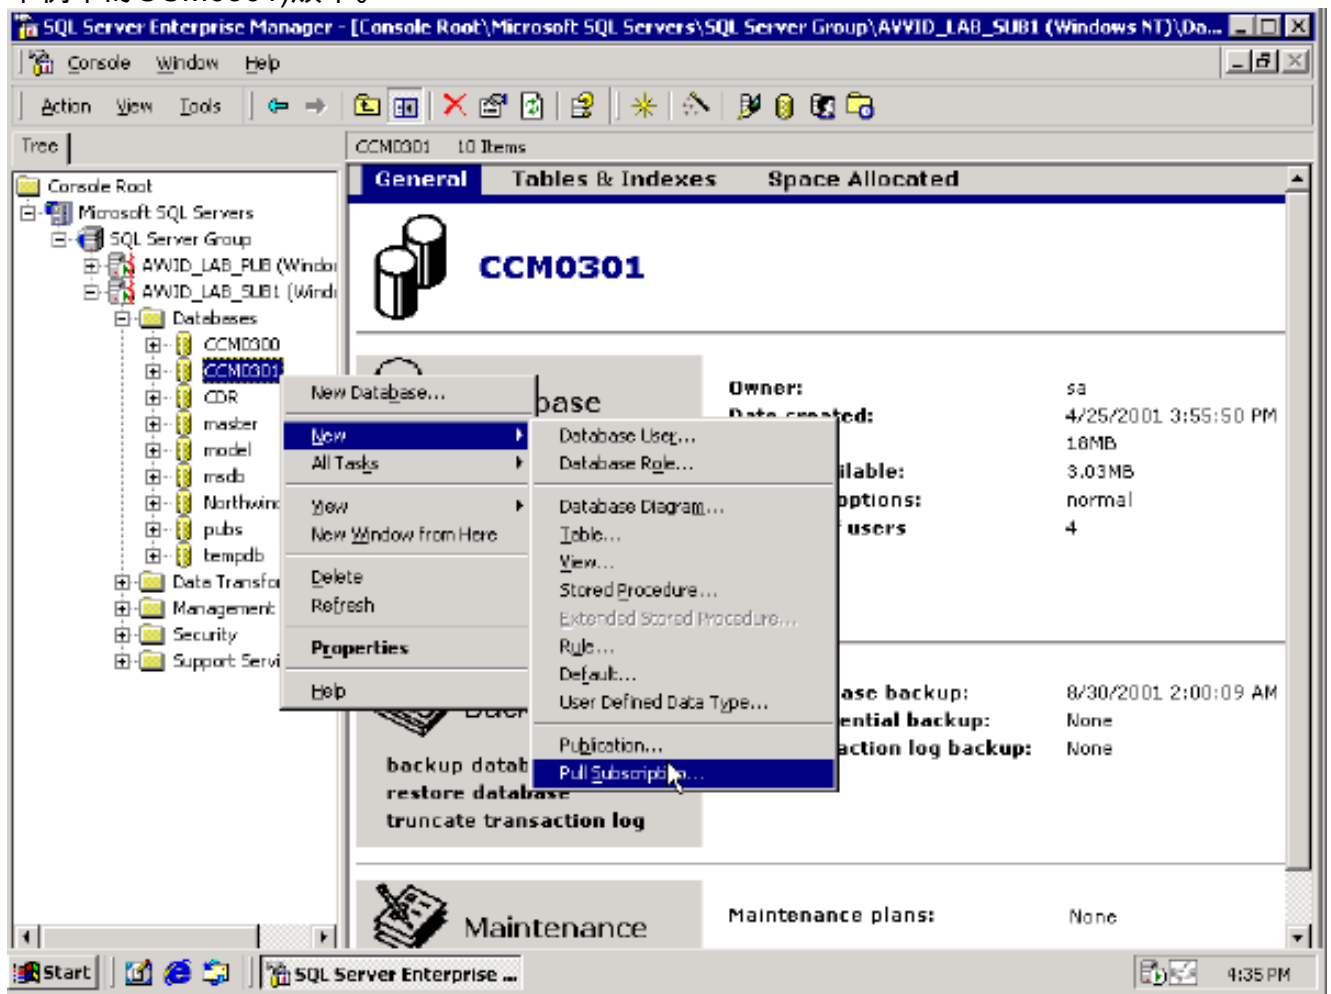 SQL Server Enterprise Manager - [Console Root\Microsoft SQL Servers\SQL Server Group\AVVID_LAB_SUB1 (Windows NT)\Da...
Console Window Help
Action View Tools
Tree
CCM0301 10 Items
Console Root
Microsoft SQL Servers
SQL Server Group
AVVID_LAB_PUB (Windo
AVVID_LAB_SUB1 (Wind
Databases
CCM0300
CCM0301
CDR
master
model
msdb
Northwind
pubs
tempdb
Data Transfo
Management
Security
Support Servi
General Tables & Indexes Space Allocated
CCM0301
base
Owner: sa
Date created: 4/25/2001 3:55:50 PM
18MB
ilable: 3.03MB
options: normal
users 4
New Database...
New
All Tasks
View
New Window from Here
Delete
Refresh
Properties
Help
Database User...
Database Role...
Database Diagram...
Table...
View...
Stored Procedure...
Extended Stored Procedure...
Rule...
Default...
User Defined Data Type...
Publication...
Pull Subscription...
ase backup: 8/30/2001 2:00:09 AM
ential backup: None
action log backup: None
backup datab
restore database
truncate transaction log
Maintenance
Maintenance plans: None
Start
SQL Server Enterprise ...
4:35 PM